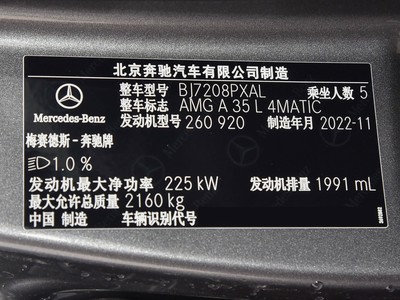 北京奔驰汽车有限公司制造
整车型号 BJ7208PXAL 乘坐人数 5
整车标志 AMG A 35 L 4MATIC
Mercedes-Benz 发动机型号 260 920 制造年月 2022-11
梅赛德斯-奔驰牌
1.0 %
发动机最大净功率 225 kW 发动机排量 1991 mL
最大允许总质量 2160 kg
中国 制造 车辆识别代号